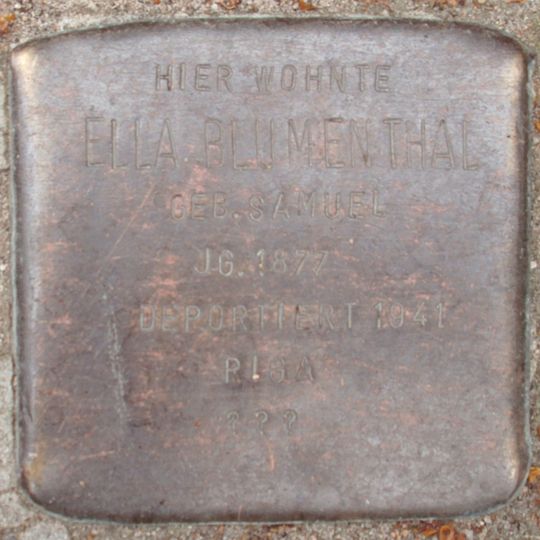 HIER WOHNTE
ELLA BLUMENTHAL
GEB. SAMUEL
JG. 1877
DEPORTIERT 1941
RIGA
? ? ?